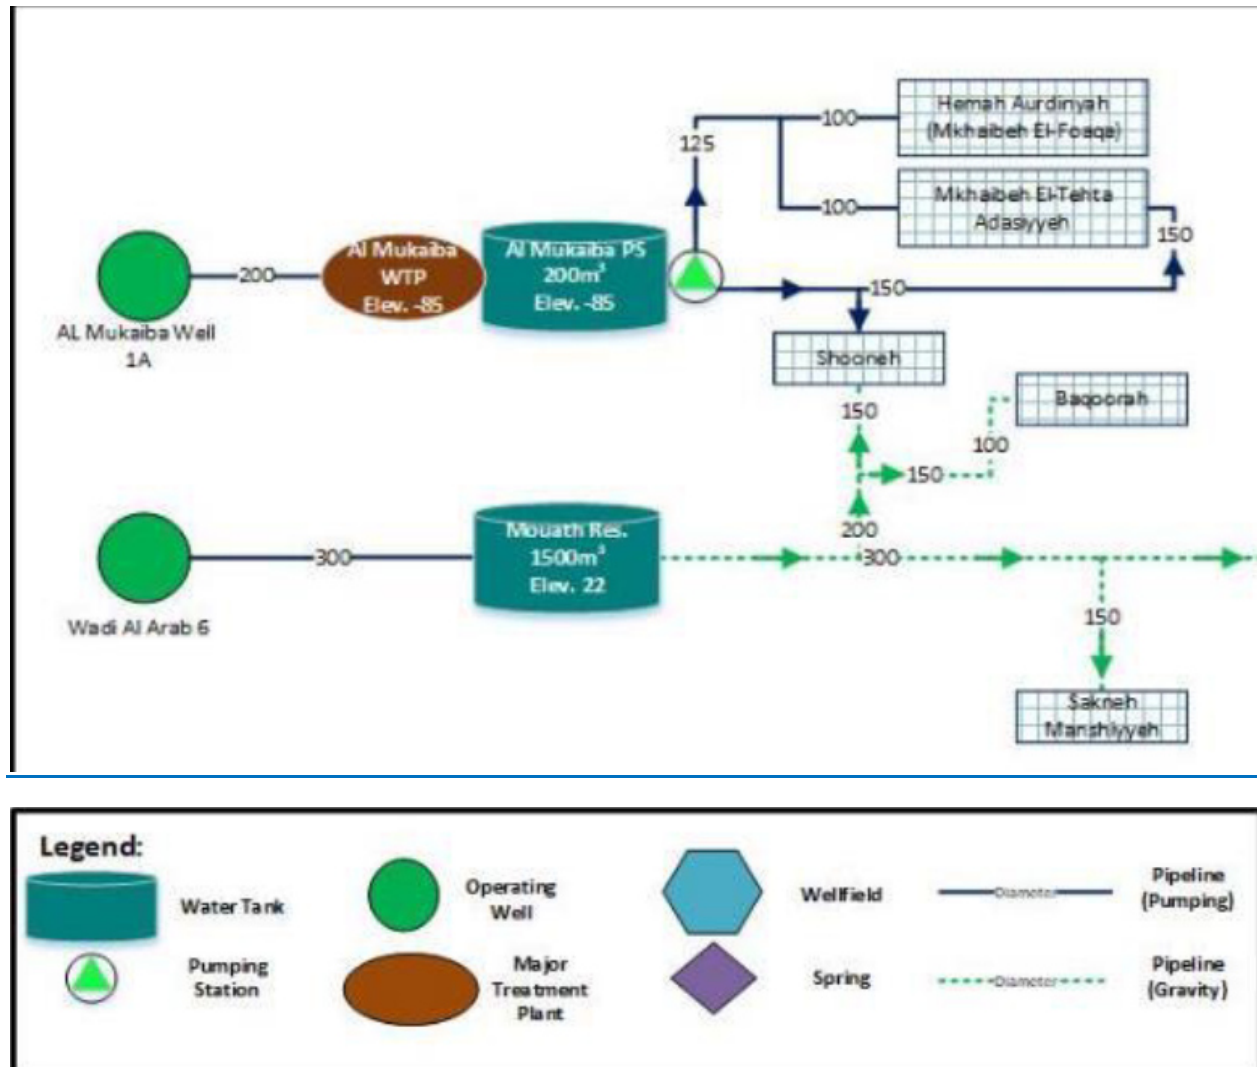 Hemah Aurdinyah
(Mkhaibeh El-Foaqa)
100
125
Mkhaibeh El-Tehta
Adasiyyeh
100
150
Al Mukaiba
WTP
Elev. -85
Al Mukaiba PS
200m³
Elev. -85
200
AL Mukaiba Well
1A
150
Shooneh
150
Baqoorah
100
150
200
Mouath Res.
1500m³
Elev. 22
300
300
Wadi Al Arab 6
150
Sakneh
Manshiyyeh
Legend:
Water Tank
Operating
Well
Wellfield
Diameter
Pipeline
(Pumping)
Pumping
Station
Major
Treatment
Plant
Spring
Diameter
Pipeline
(Gravity)